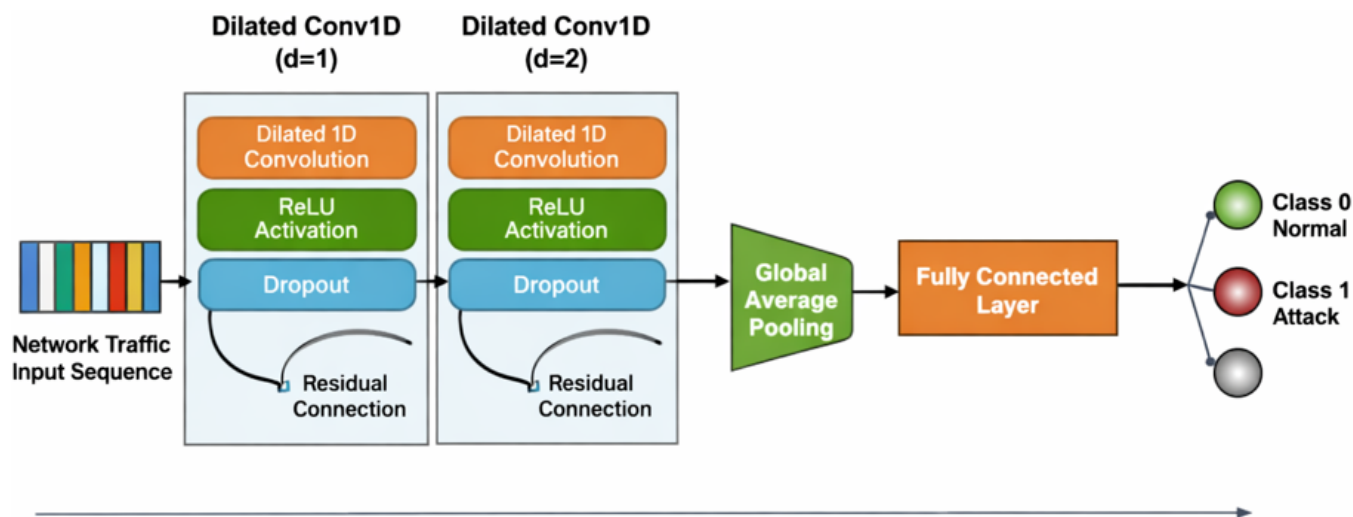 Dilated Conv1D
(d=1)
Dilated Conv1D
(d=2)
Dilated 1D
Convolution
ReLU
Activation
Dropout
Residual
Connection
Dilated 1D
Convolution
ReLU
Activation
Dropout
Residual
Connection
Network Traffic
Input Sequence
Global
Average
Pooling
Fully Connected
Layer
Class 0
Normal
Class 1
Attack